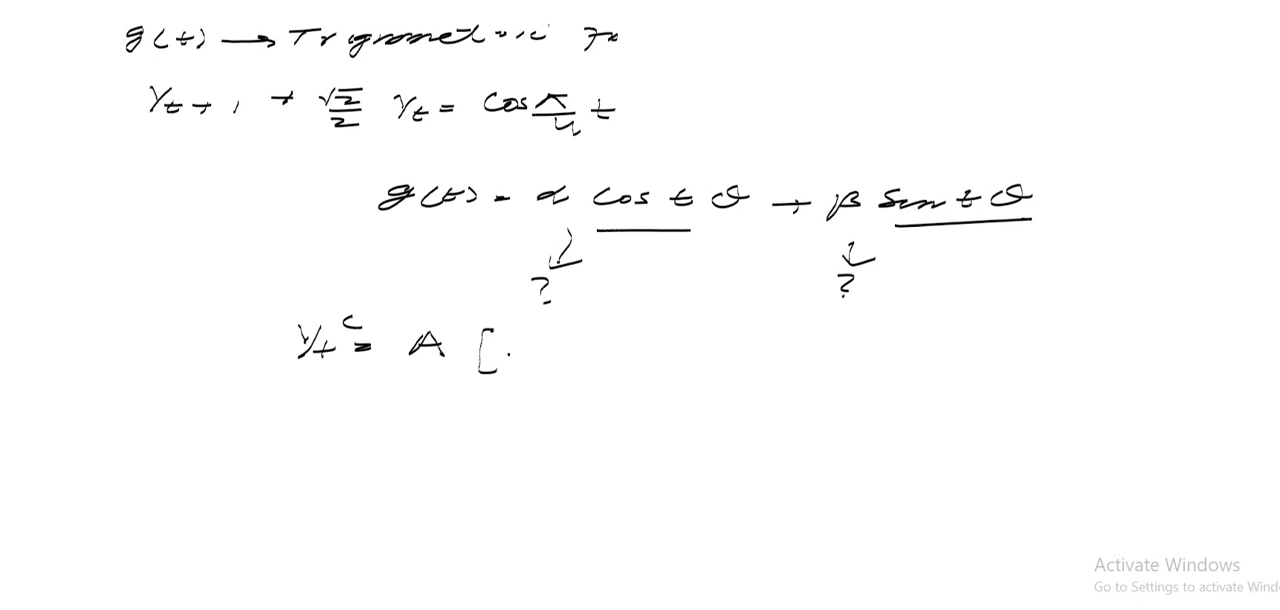 g(t) → Trigonometric Fn
Yt+1 + √2/2 Yt = cos π/4 t
g(t) = α cos tθ + β sin tθ
? ?
Yt^c = A [.
Activate Windows
Go to Settings to activate Wind